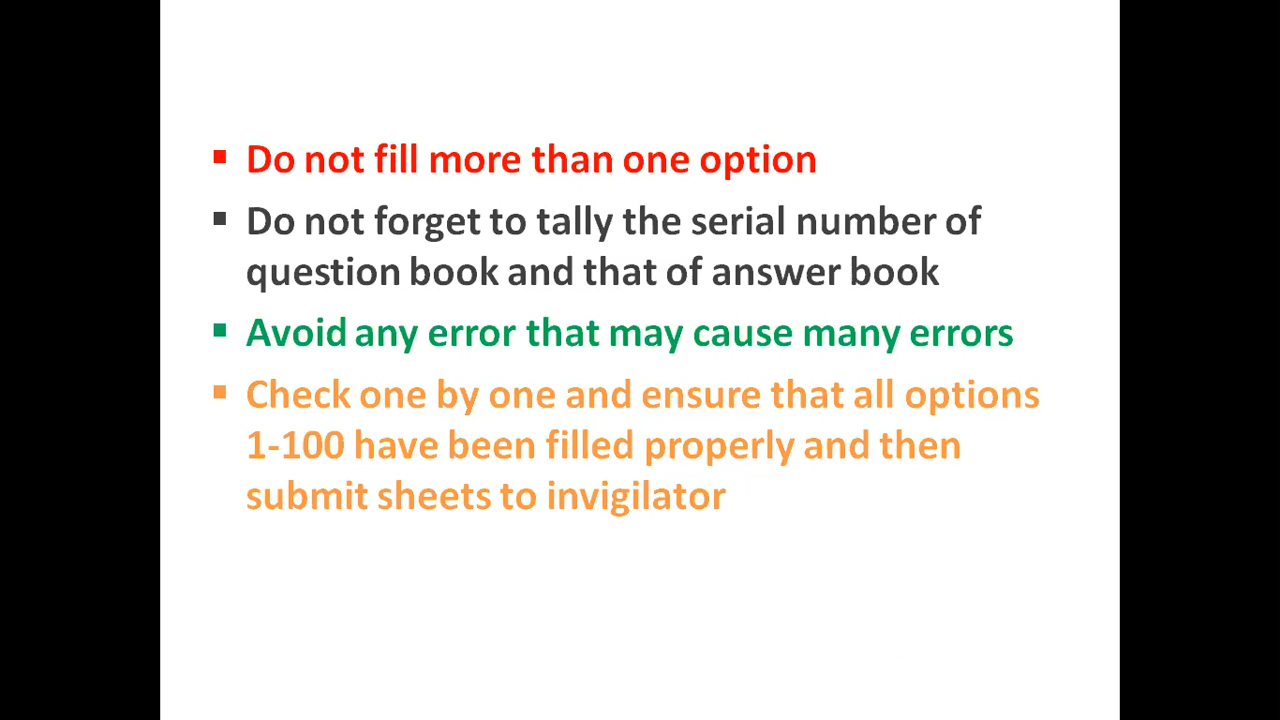 ▪ Do not fill more than one option
▪ Do not forget to tally the serial number of
question book and that of answer book
▪ Avoid any error that may cause many errors
▪ Check one by one and ensure that all options
1-100 have been filled properly and then
submit sheets to invigilator